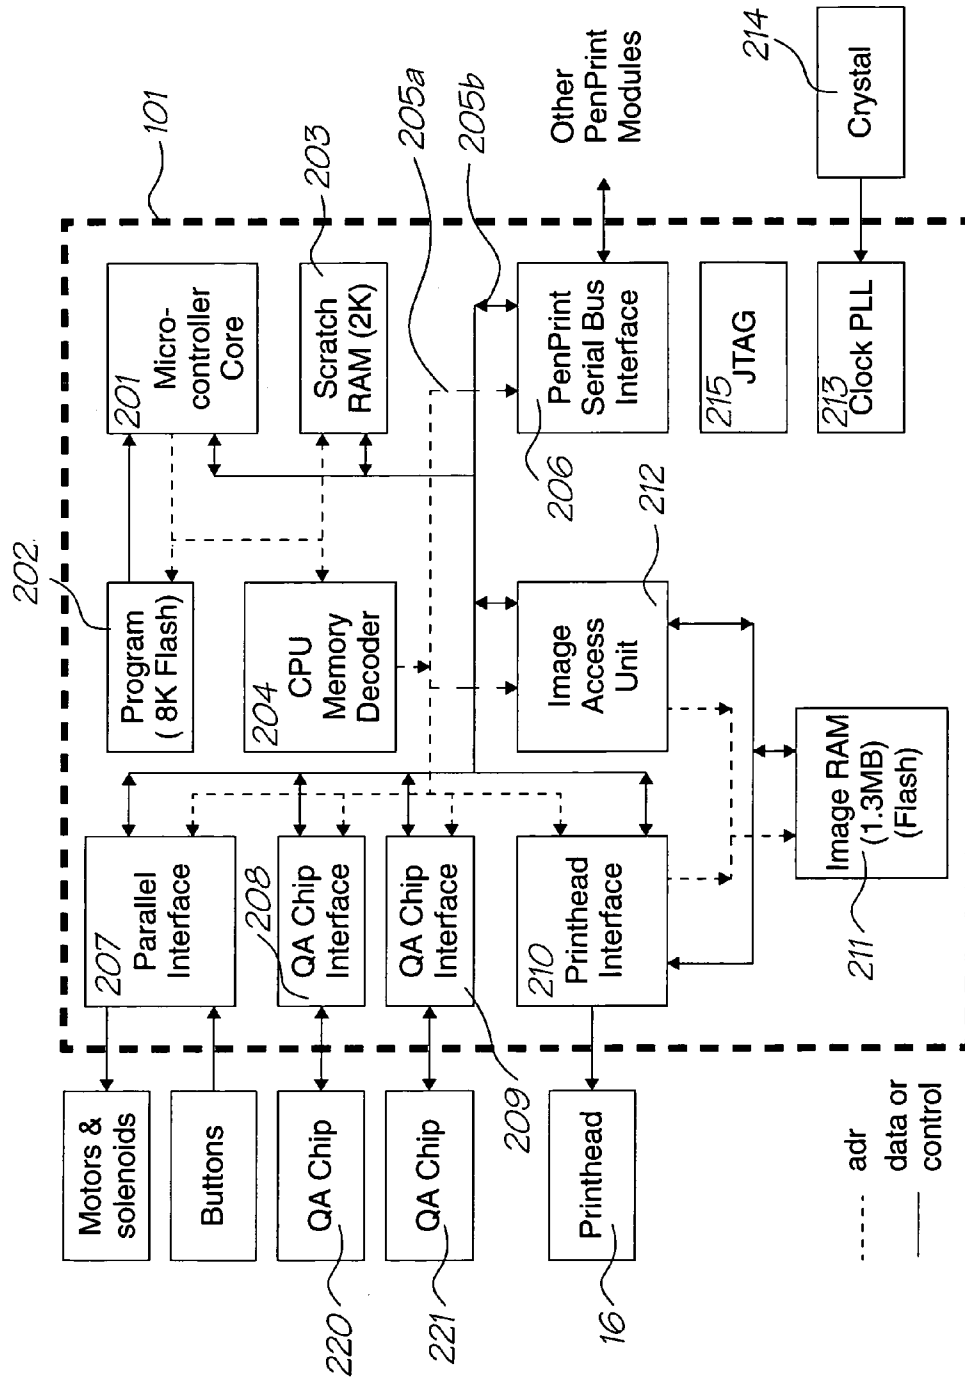 Motors &
solenoids
Buttons
QA Chip
220
QA Chip
221
Printhead
16
adr
data or
control
207
Parallel
Interface
208
QA Chip
Interface
QA Chip
Interface
209
210
Printhead
Interface
202
Program
( 8K Flash)
204
CPU
Memory
Decoder
Image
Access
Unit
212
Image RAM
(1.3MB)
(Flash)
211
101
201
Micro-
controller
Core
203
Scratch
RAM (2K)
205a
205b
206
PenPrint
Serial Bus
Interface
Other
PenPrint
Modules
215
JTAG
213
Clock PLL
214
Crystal